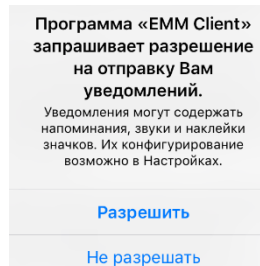 Программа «EMM Client»
запрашивает разрешение
на отправку Вам
уведомлений.
Уведомления могут содержать
напоминания, звуки и наклейки
значков. Их конфигурирование
возможно в Настройках.
Разрешить
Не разрешать